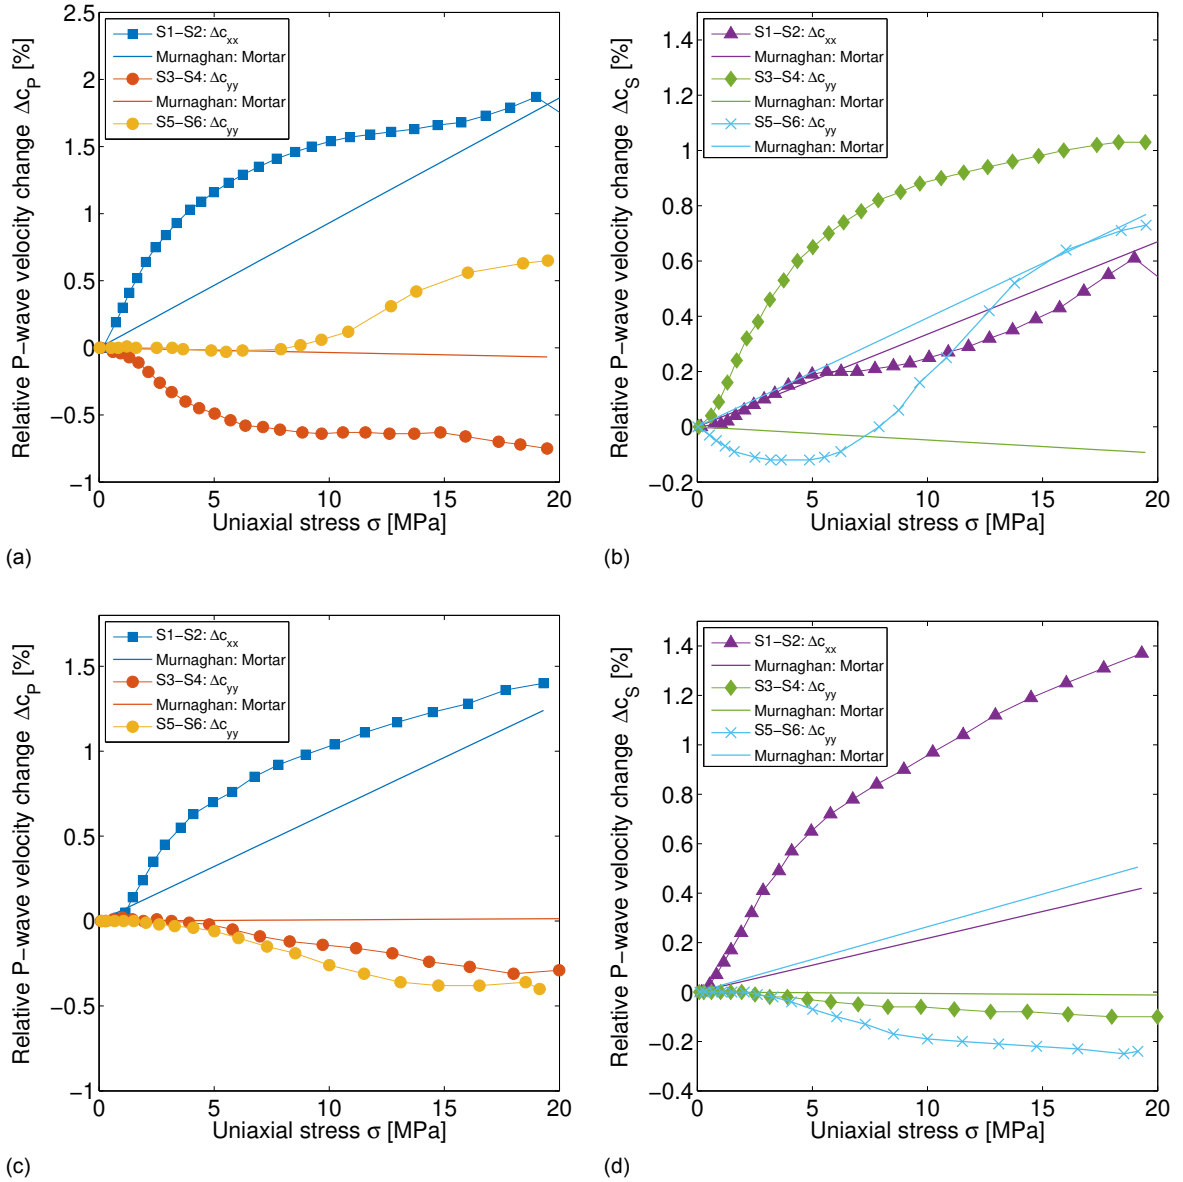 2.5
2
1.5
1
0.5
0
−0.5
−1
0 5 10 15 20
Relative P−wave velocity change Δc_P [%]
Uniaxial stress σ [MPa]
S1−S2: Δc_xx
Murnaghan: Mortar
S3−S4: Δc_yy
Murnaghan: Mortar
S5−S6: Δc_yy
(a)
1.4
1.2
1
0.8
0.6
0.4
0.2
0
−0.2
0 5 10 15 20
Relative P−wave velocity change Δc_S [%]
Uniaxial stress σ [MPa]
S1−S2: Δc_xx
Murnaghan: Mortar
S3−S4: Δc_yy
Murnaghan: Mortar
S5−S6: Δc_yy
Murnaghan: Mortar
(b)
1.5
1
0.5
0
−0.5
−1
0 5 10 15 20
Relative P−wave velocity change Δc_P [%]
Uniaxial stress σ [MPa]
S1−S2: Δc_xx
Murnaghan: Mortar
S3−S4: Δc_yy
Murnaghan: Mortar
S5−S6: Δc_yy
(c)
1.4
1.2
1
0.8
0.6
0.4
0.2
0
−0.2
−0.4
0 5 10 15 20
Relative P−wave velocity change Δc_S [%]
Uniaxial stress σ [MPa]
S1−S2: Δc_xx
Murnaghan: Mortar
S3−S4: Δc_yy
Murnaghan: Mortar
S5−S6: Δc_yy
Murnaghan: Mortar
(d)